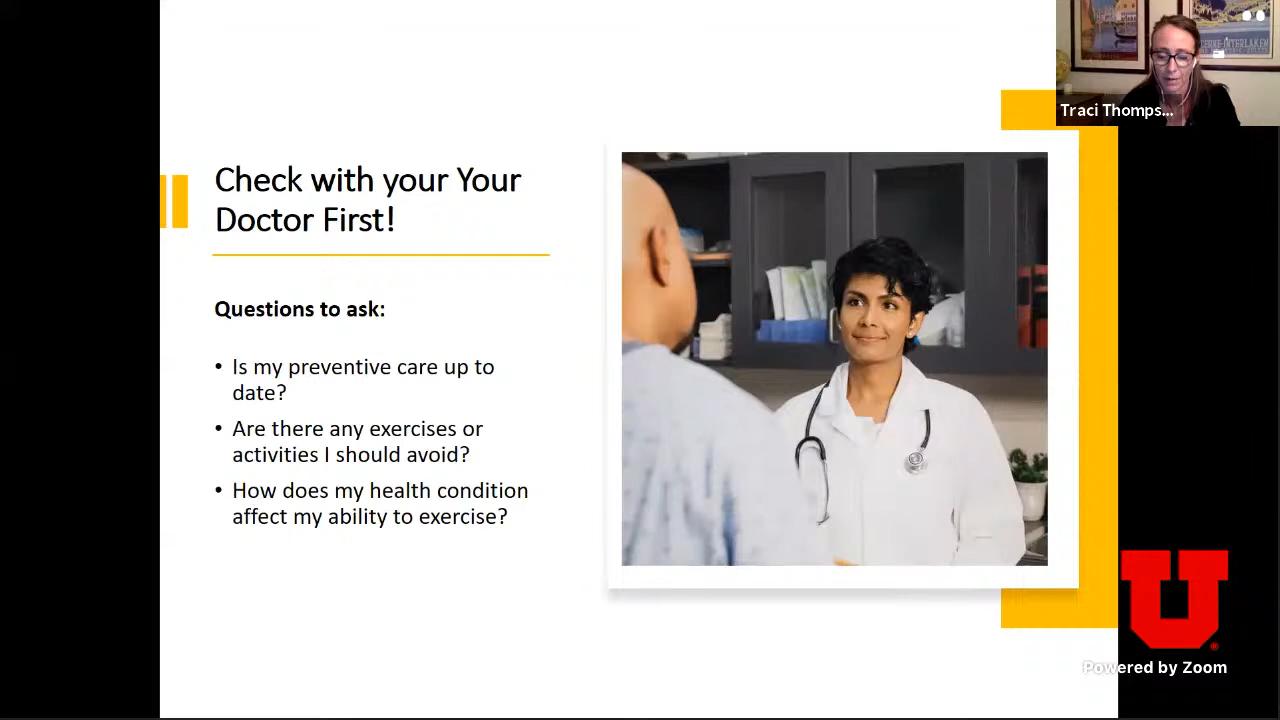 ERNE-INTERLAKEN
Traci Thomps...
Check with your Your
Doctor First!
Questions to ask:
• Is my preventive care up to
date?
• Are there any exercises or
activities I should avoid?
• How does my health condition
affect my ability to exercise?
U
®
Powered by Zoom